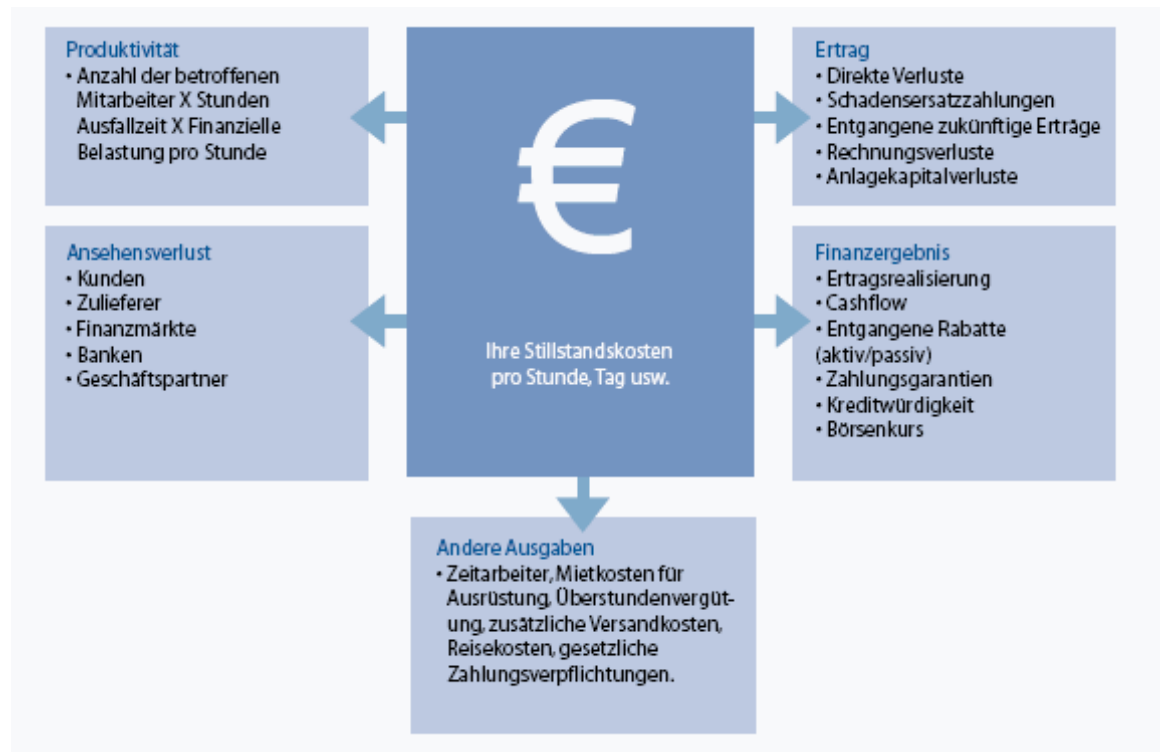 Produktivität
• Anzahl der betroffenen
Mitarbeiter X Stunden
Ausfallzeit X Finanzielle
Belastung pro Stunde
Ansehensverlust
• Kunden
• Zulieferer
• Finanzmärkte
• Banken
• Geschäftspartner
€
Ihre Stillstandskosten
pro Stunde, Tag usw.
Ertrag
• Direkte Verluste
• Schadensersatzzahlungen
• Entgangene zukünftige Erträge
• Rechnungsverluste
• Anlagekapitalverluste
Finanzergebnis
• Ertragsrealisierung
• Cashflow
• Entgangene Rabatte
(aktiv/passiv)
• Zahlungsgarantien
• Kreditwürdigkeit
• Börsenkurs
Andere Ausgaben
• Zeitarbeiter, Mietkosten für
Ausrüstung, Überstundenvergüt-
ung, zusätzliche Versandkosten,
Reisekosten, gesetzliche
Zahlungsverpflichtungen.